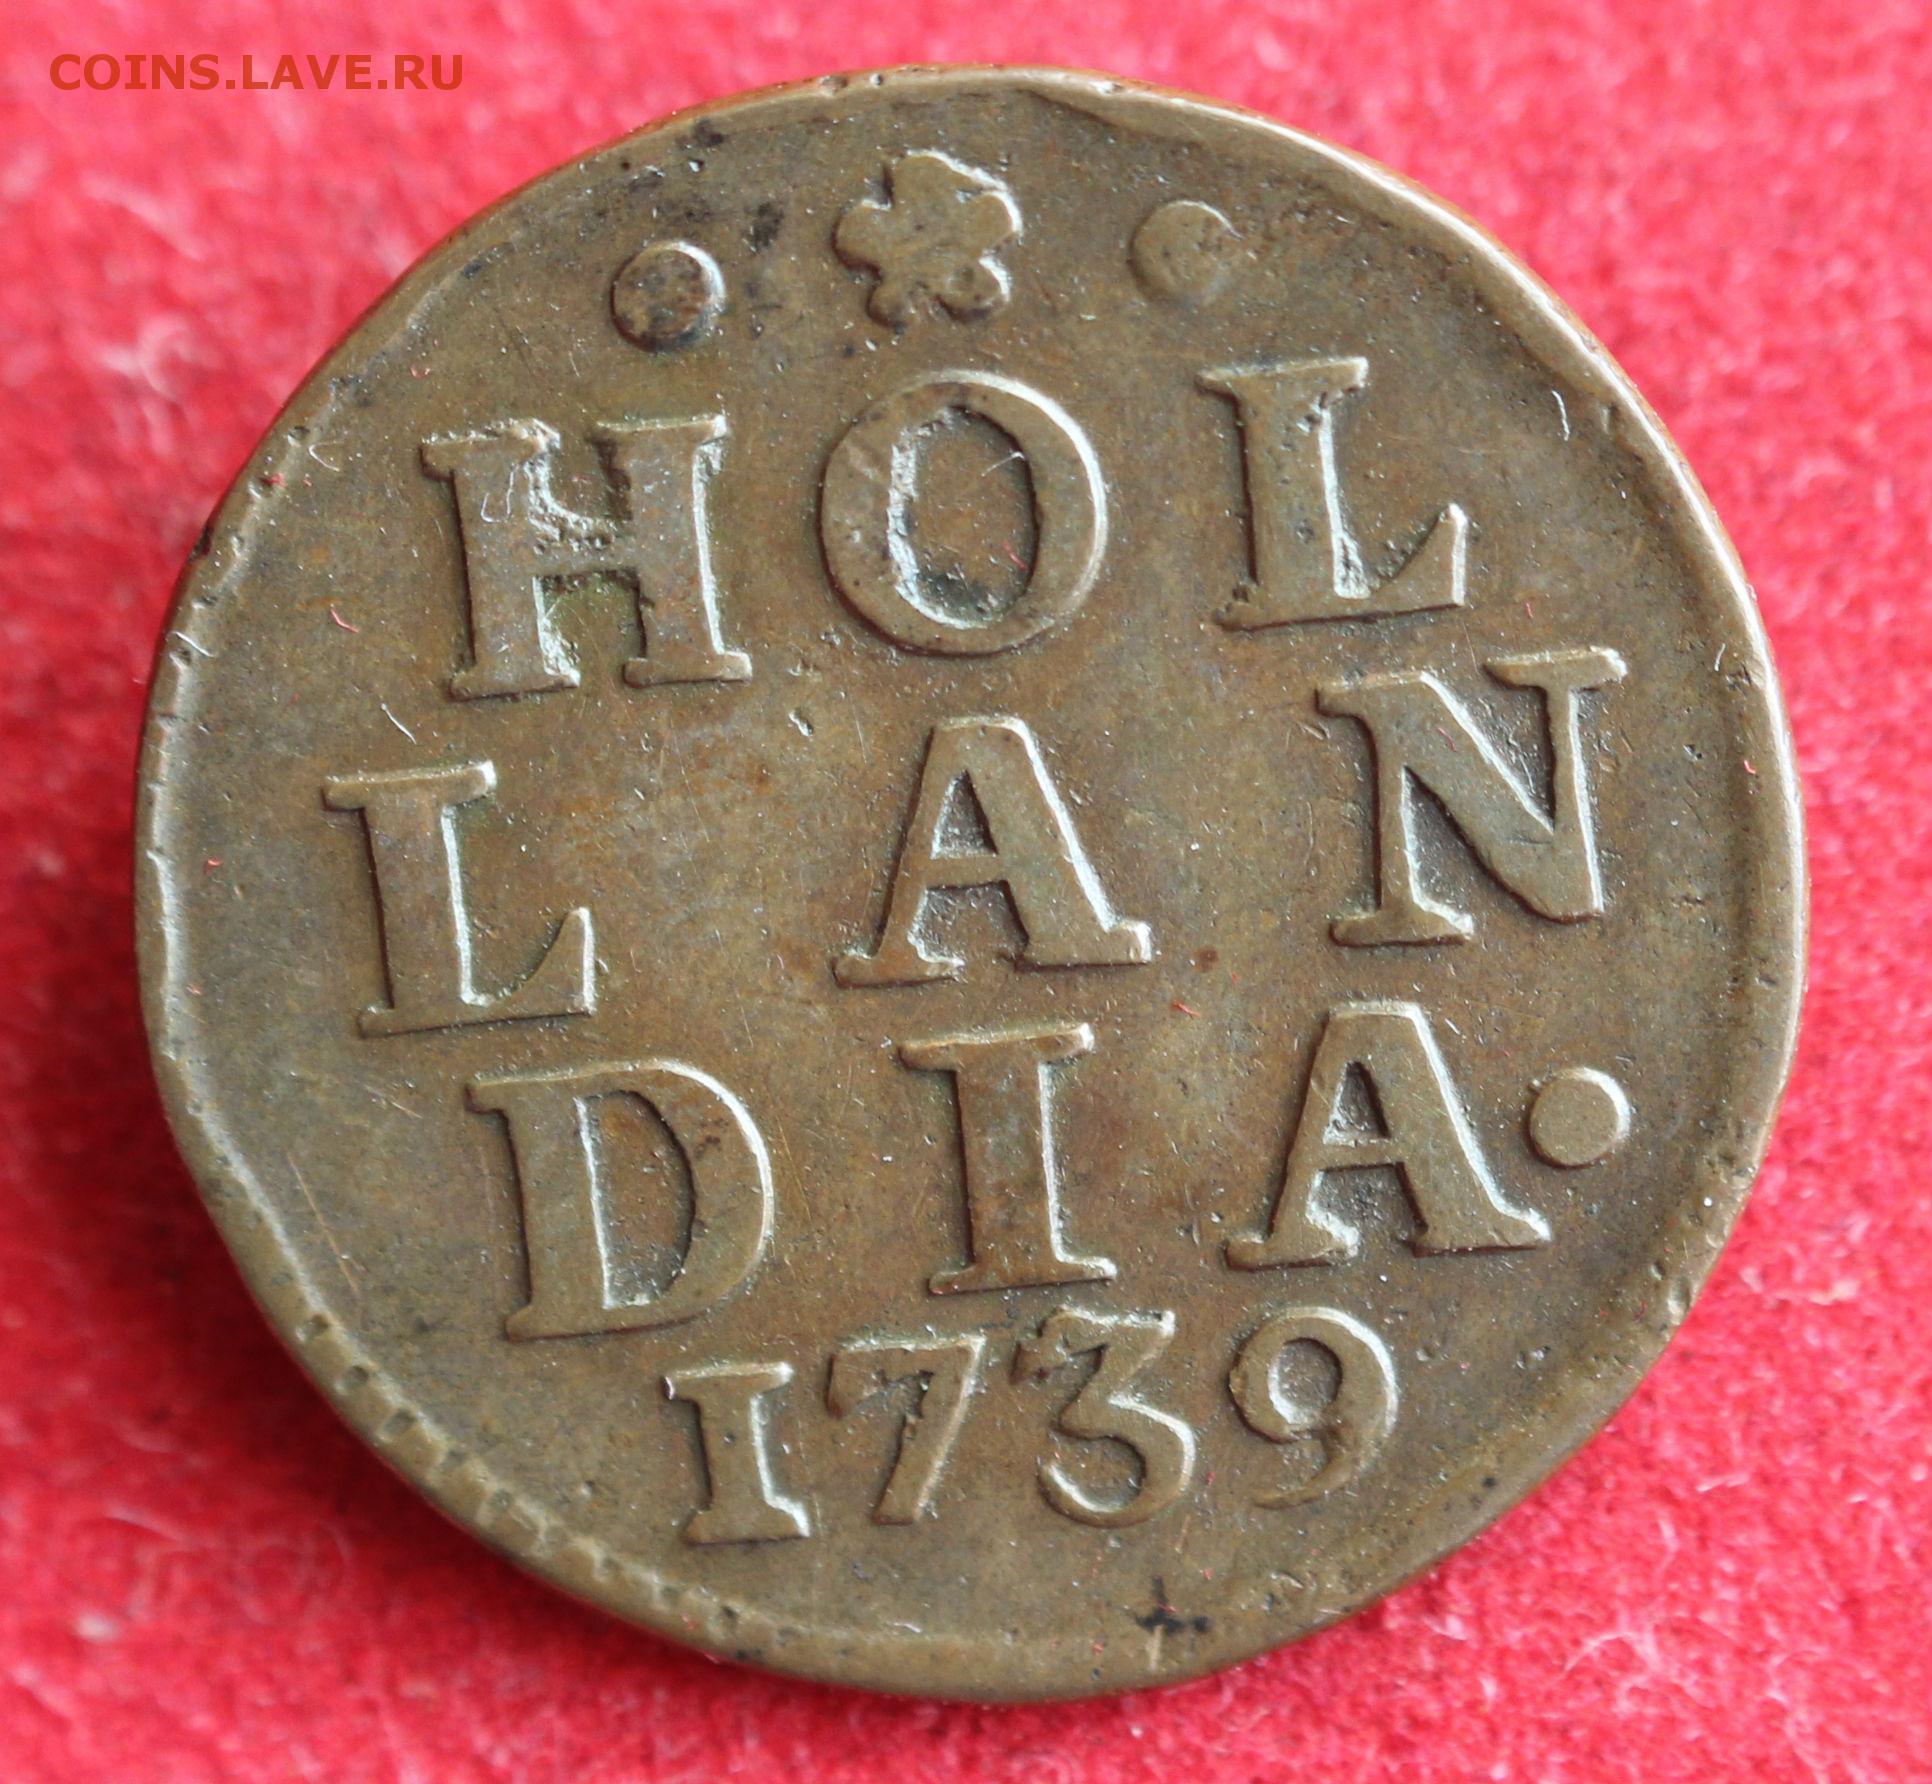 COINS.LAVE.RU
HOL
LAN
DIA.
1739